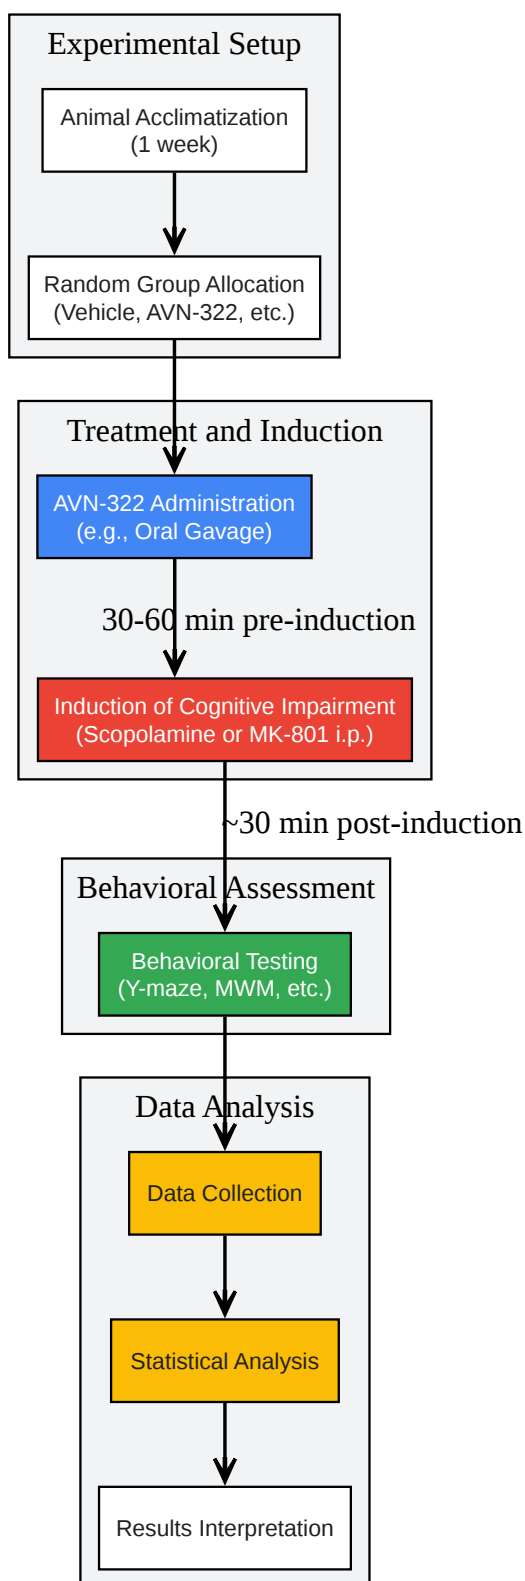 Experimental Setup
Animal Acclimatization
(1 week)
Random Group Allocation
(Vehicle, AVN-322, etc.)
Treatment and Induction
AVN-322 Administration
(e.g., Oral Gavage)
30-60 min pre-induction
Induction of Cognitive Impairment
(Scopolamine or MK-801 i.p.)
~30 min post-induction
Behavioral Assessment
Behavioral Testing
(Y-maze, MWM, etc.)
Data Analysis
Data Collection
Statistical Analysis
Results Interpretation